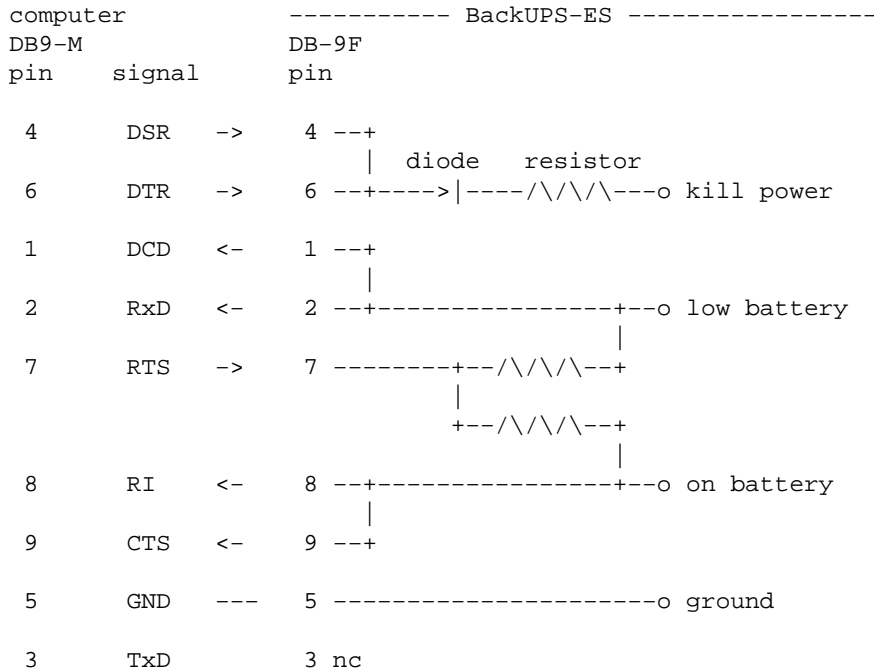 computer ----------- BackUPS-ES -----------------
DB9-M DB-9F
pin signal pin
4 DSR -> 4 --+
| diode resistor
6 DTR -> 6 --+---->|----/\/\/\---o kill power
1 DCD <- 1 --+
|
2 RxD <- 2 --+----------------+--o low battery
|
7 RTS -> 7 --------+--/\/\/\--+
|
+--/\/\/\--+
|
8 RI <- 8 --+----------------+--o on battery
|
9 CTS <- 9 --+
5 GND --- 5 ---------------------o ground
3 TxD 3 nc